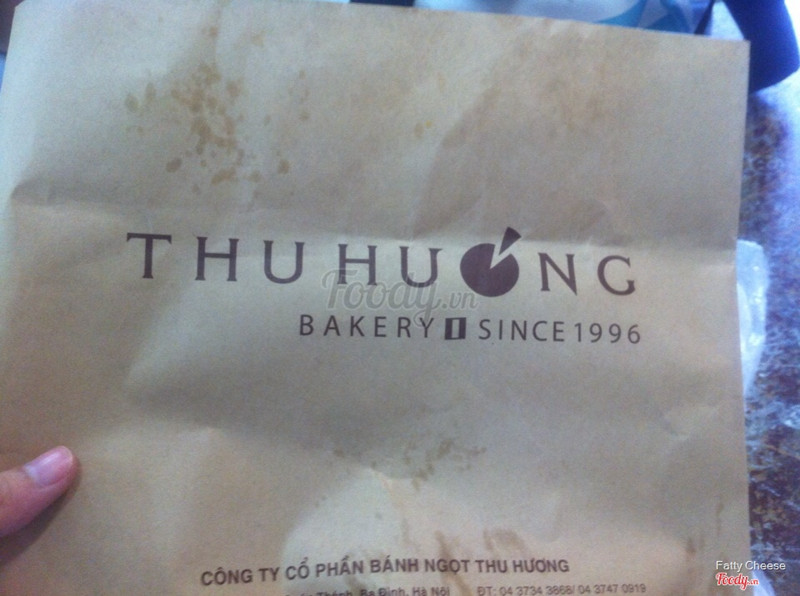 THU HƯƠNG
Foody.vn
BAKERY SINCE 1996
CÔNG TY CỔ PHẦN BÁNH NGỌT THU HƯƠNG
Thành, Ba Đình, Hà Nội ĐT: 04 3734 3868/ 04 3747 0919
Fatty Cheese
Foody.vn